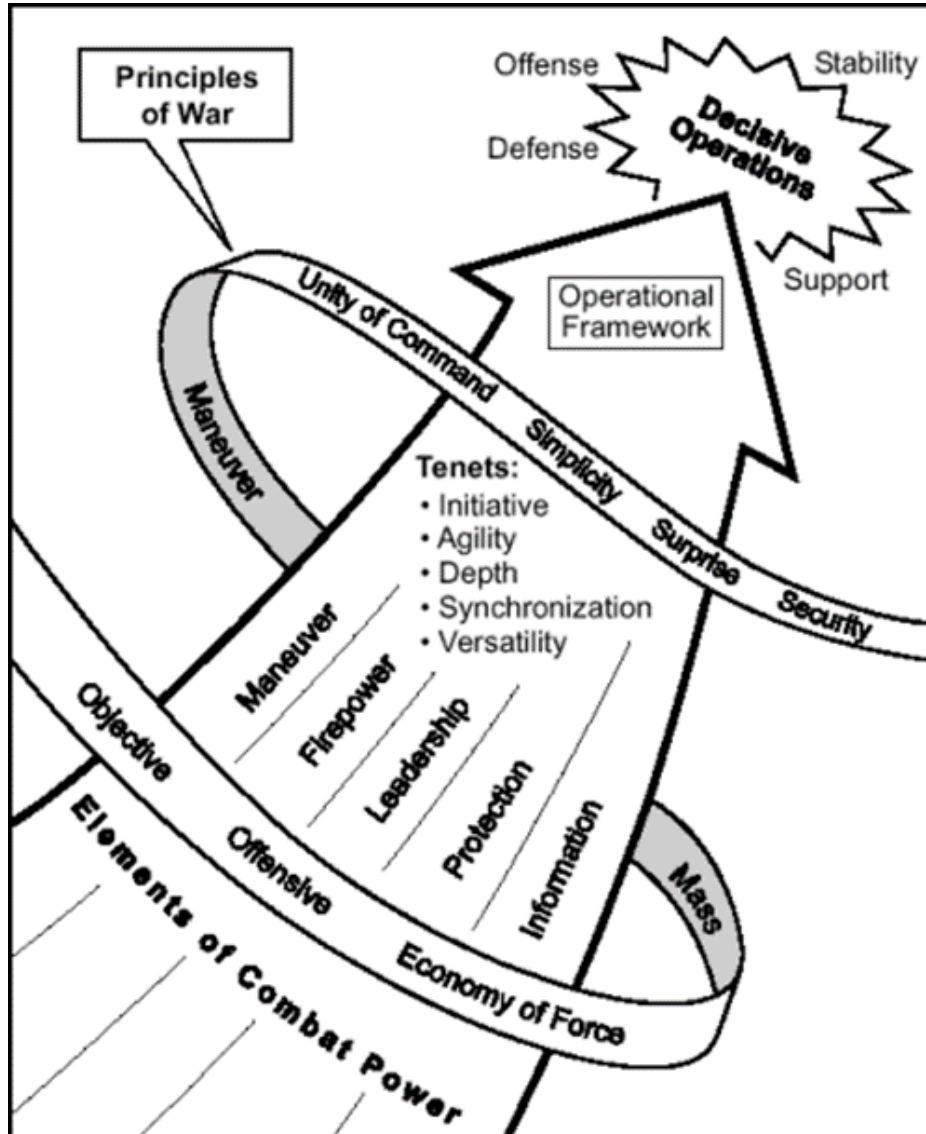 Principles
of War
Offense
Stability
Decisive
Operations
Defense
Support
Operational
Framework
Unity of Command Simplicity Surprise Security
Maneuver
Tenets:
• Initiative
• Agility
• Depth
• Synchronization
• Versatility
Maneuver
Firepower
Leadership
Protection
Information
Mass
Objective Offensive Economy of Force
Elements of Combat Power